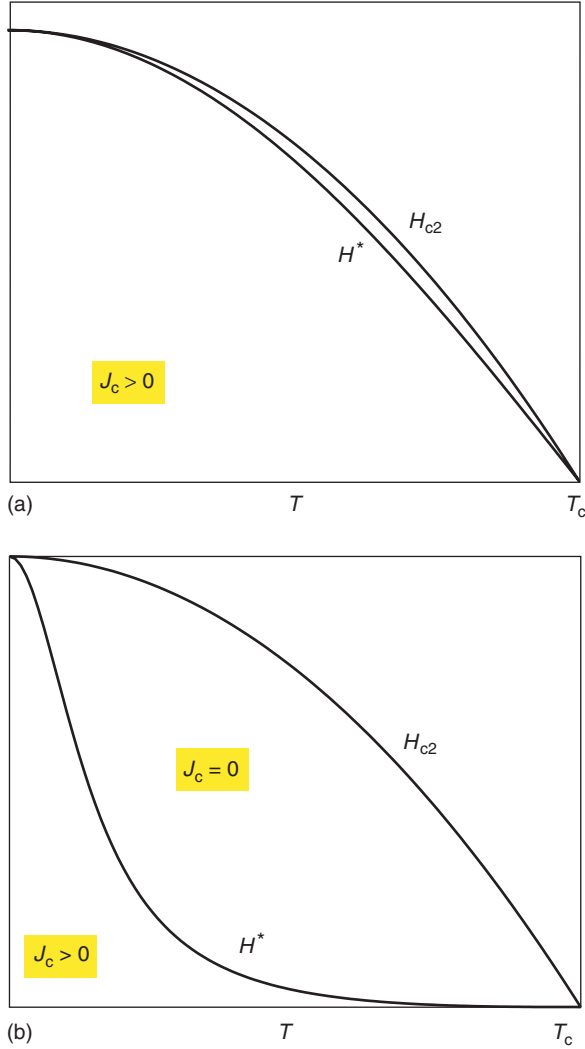 H_c2
H*
J_c > 0
(a) T T_c
H_c2
J_c = 0
H*
J_c > 0
(b) T T_c